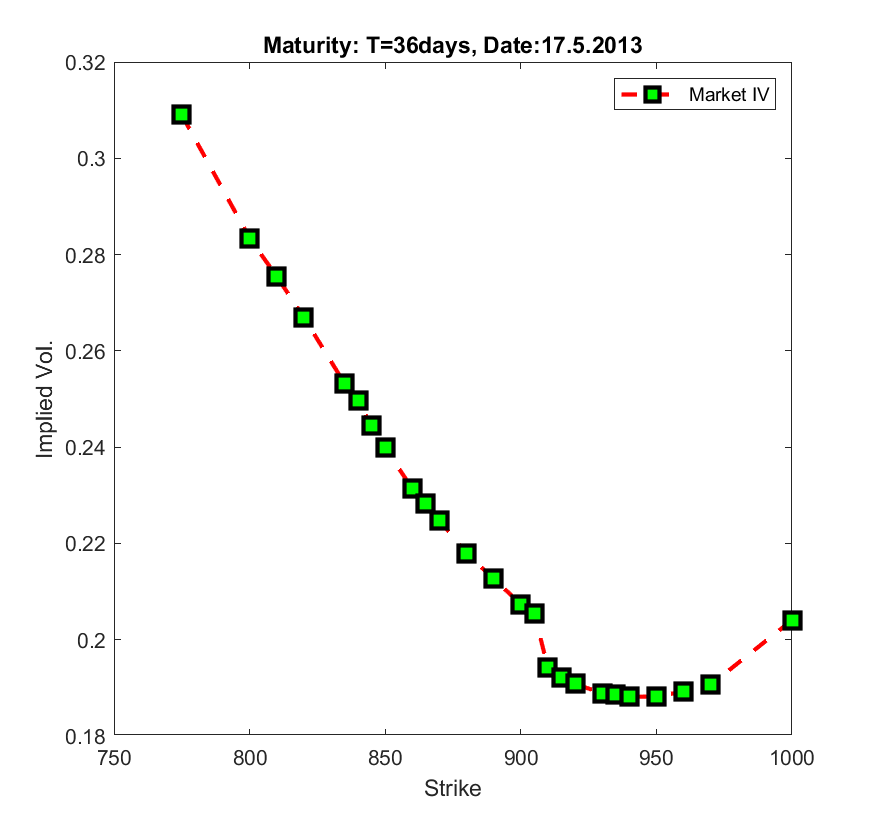 Maturity: T=36days, Date:17.5.2013
Market IV
0.32
0.3
0.28
0.26
0.24
0.22
0.2
0.18
Implied Vol.
750 800 850 900 950 1000
Strike